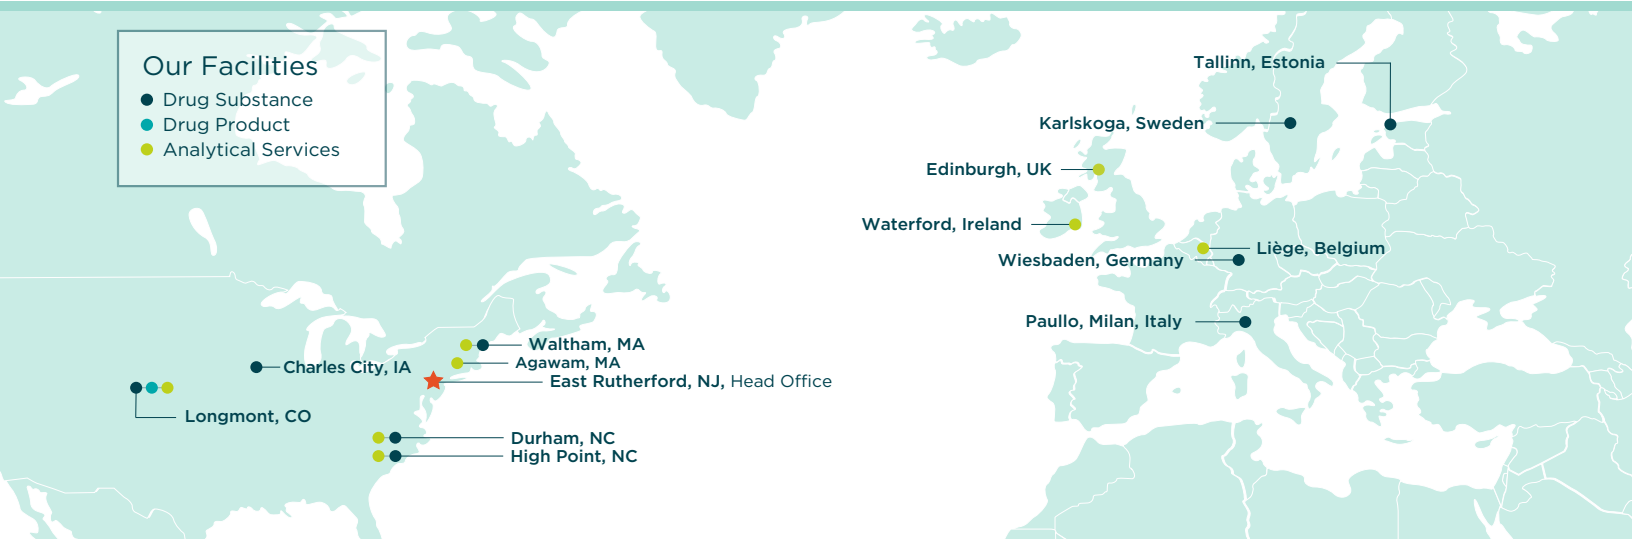 Our Facilities
Drug Substance
Drug Product
Analytical Services
Charles City, IA
Longmont, CO
Waltham, MA
Agawam, MA
East Rutherford, NJ, Head Office
Durham, NC
High Point, NC
Tallinn, Estonia
Karlskoga, Sweden
Edinburgh, UK
Waterford, Ireland
Liège, Belgium
Wiesbaden, Germany
Paullo, Milan, Italy